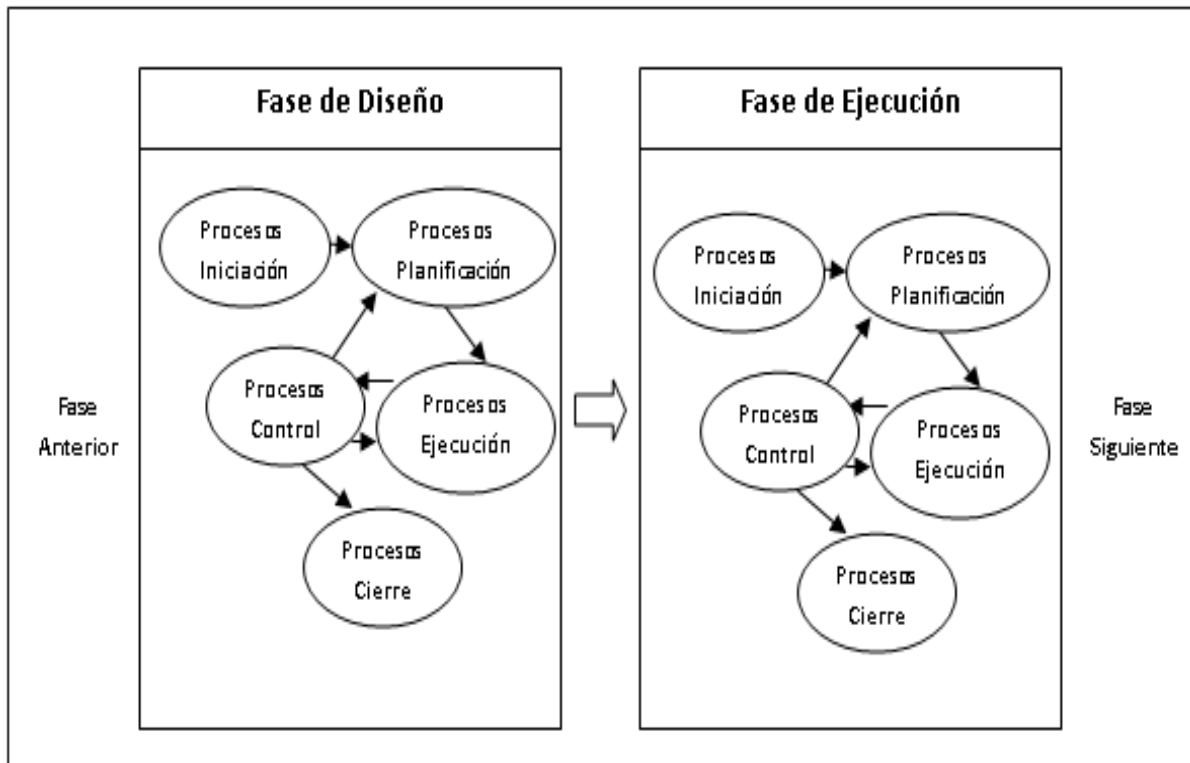 Fase de Diseño
Procesos
Iniciación
Procesos
Planificación
Procesos
Control
Procesos
Ejecución
Procesos
Cierre
Fase
Anterior
Fase de Ejecución
Procesos
Iniciación
Procesos
Planificación
Procesos
Control
Procesos
Ejecución
Procesos
Cierre
Fase
Siguiente